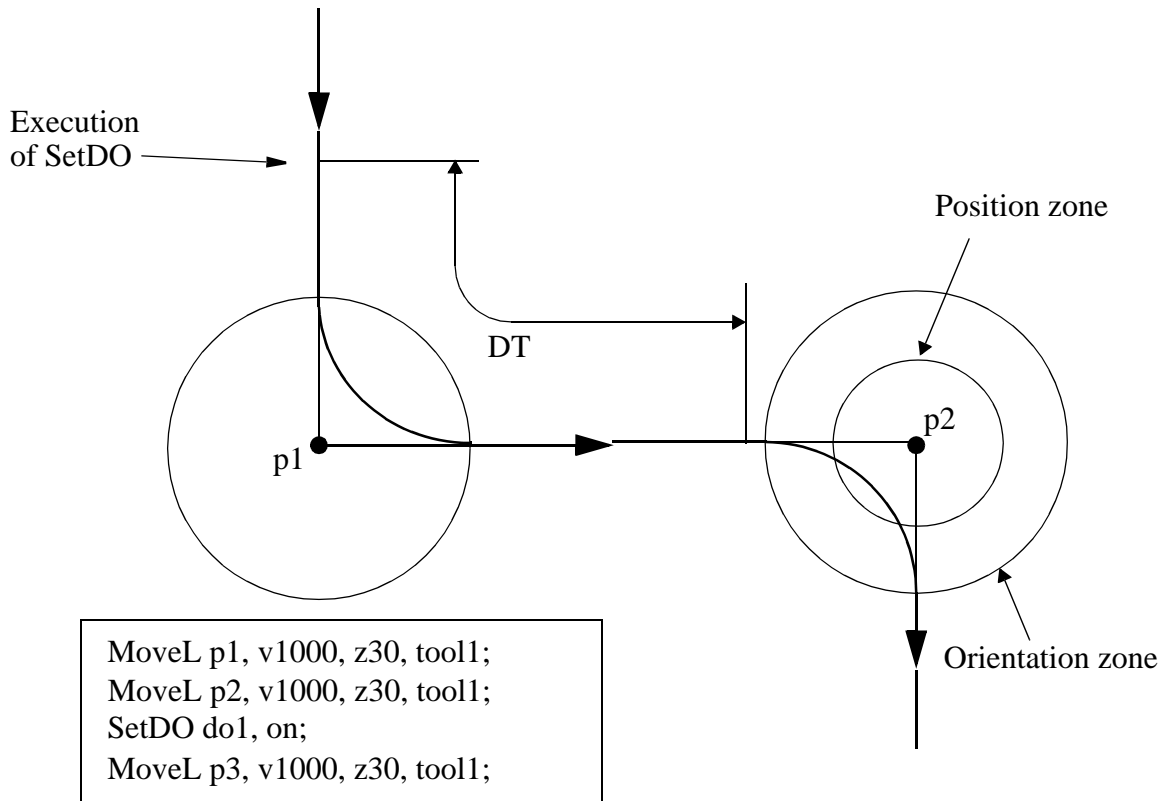 Execution
of SetDO
Position zone
DT
p1
p2
Orientation zone
MoveL p1, v1000, z30, tool1;
MoveL p2, v1000, z30, tool1;
SetDO do1, on;
MoveL p3, v1000, z30, tool1;